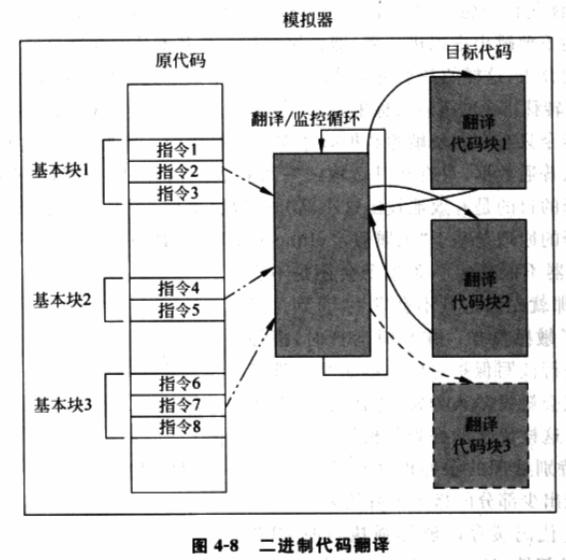 模拟器
原代码
目标代码
翻译/监控循环
基本块1
指令1
指令2
指令3
基本块2
指令4
指令5
基本块3
指令6
指令7
指令8
翻译
代码块1
翻译
代码块2
翻译
代码块3
图 4-8 二进制代码翻译